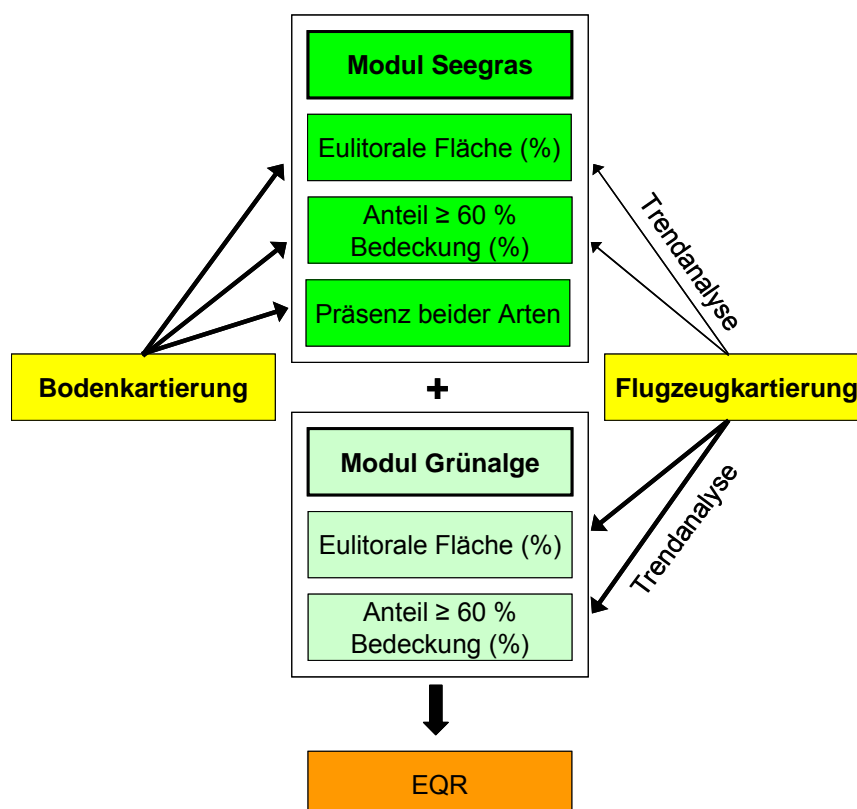 Modul Seegras
Eulitorale Fläche (%)
Anteil ≥ 60 %
Bedeckung (%)
Präsenz beider Arten
Trendanalyse
Bodenkartierung
+
Flugzeugkartierung
Modul Grünalge
Eulitorale Fläche (%)
Anteil ≥ 60 %
Bedeckung (%)
Trendanalyse
EQR